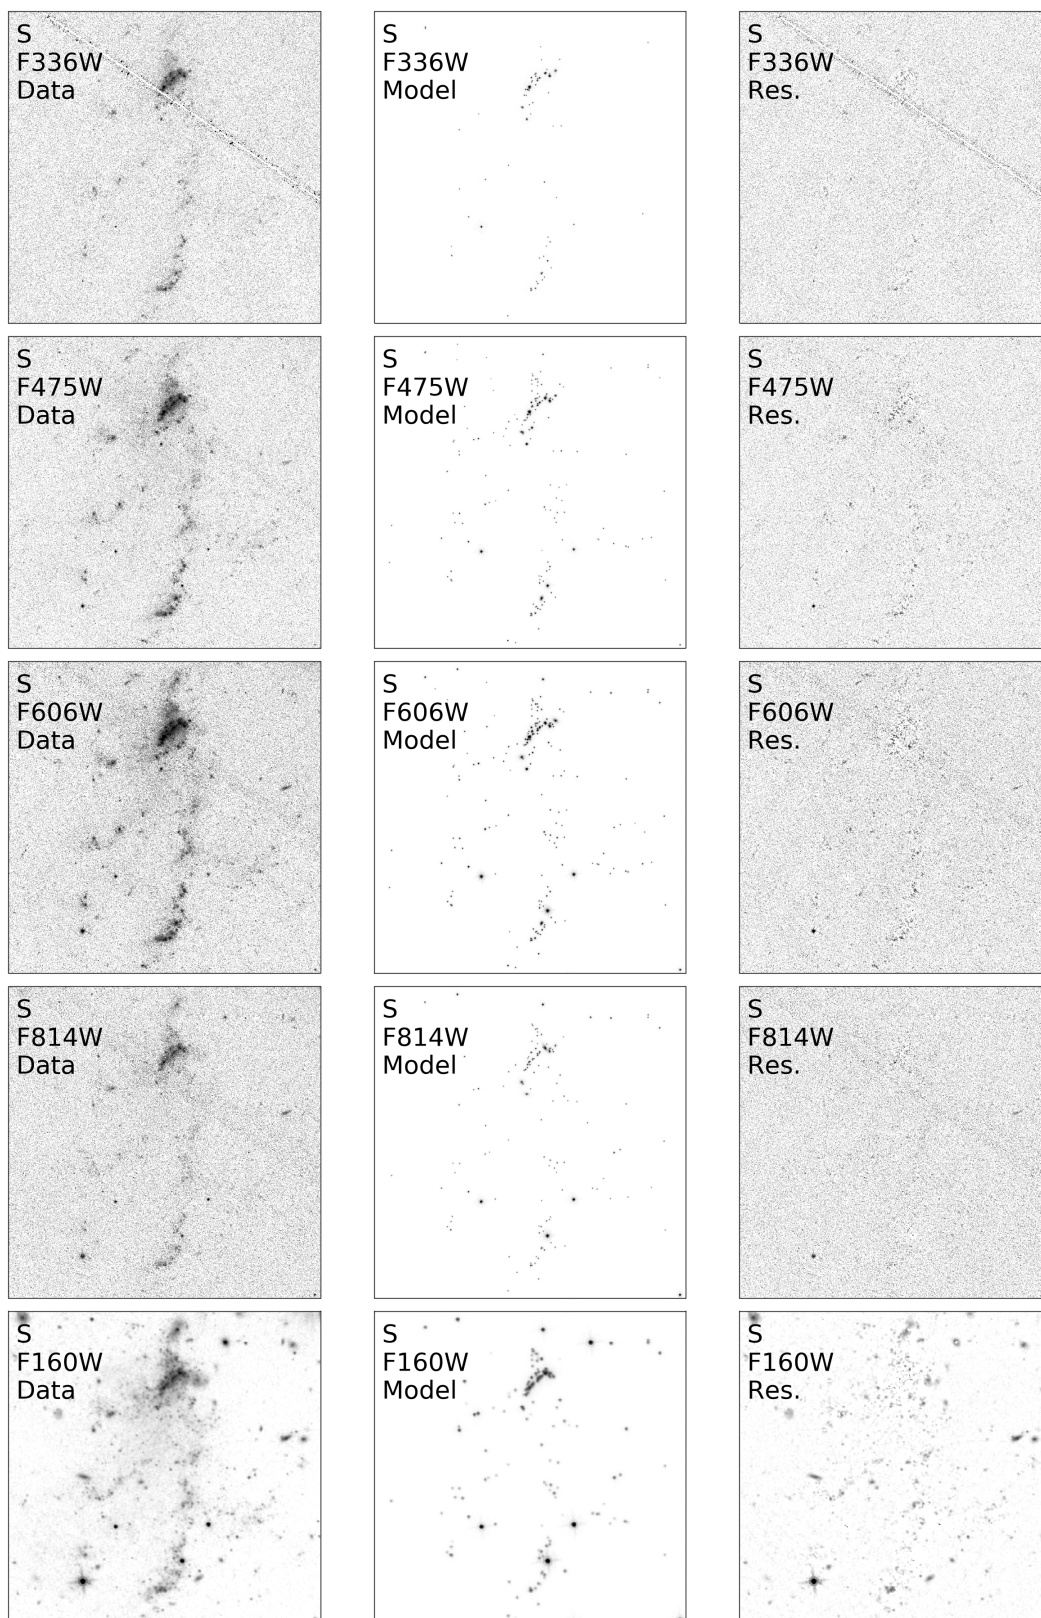 S
F336W
Data
S
F336W
Model
S
F336W
Res.
S
F475W
Data
S
F475W
Model
S
F475W
Res.
S
F606W
Data
S
F606W
Model
S
F606W
Res.
S
F814W
Data
S
F814W
Model
S
F814W
Res.
S
F160W
Data
S
F160W
Model
S
F160W
Res.